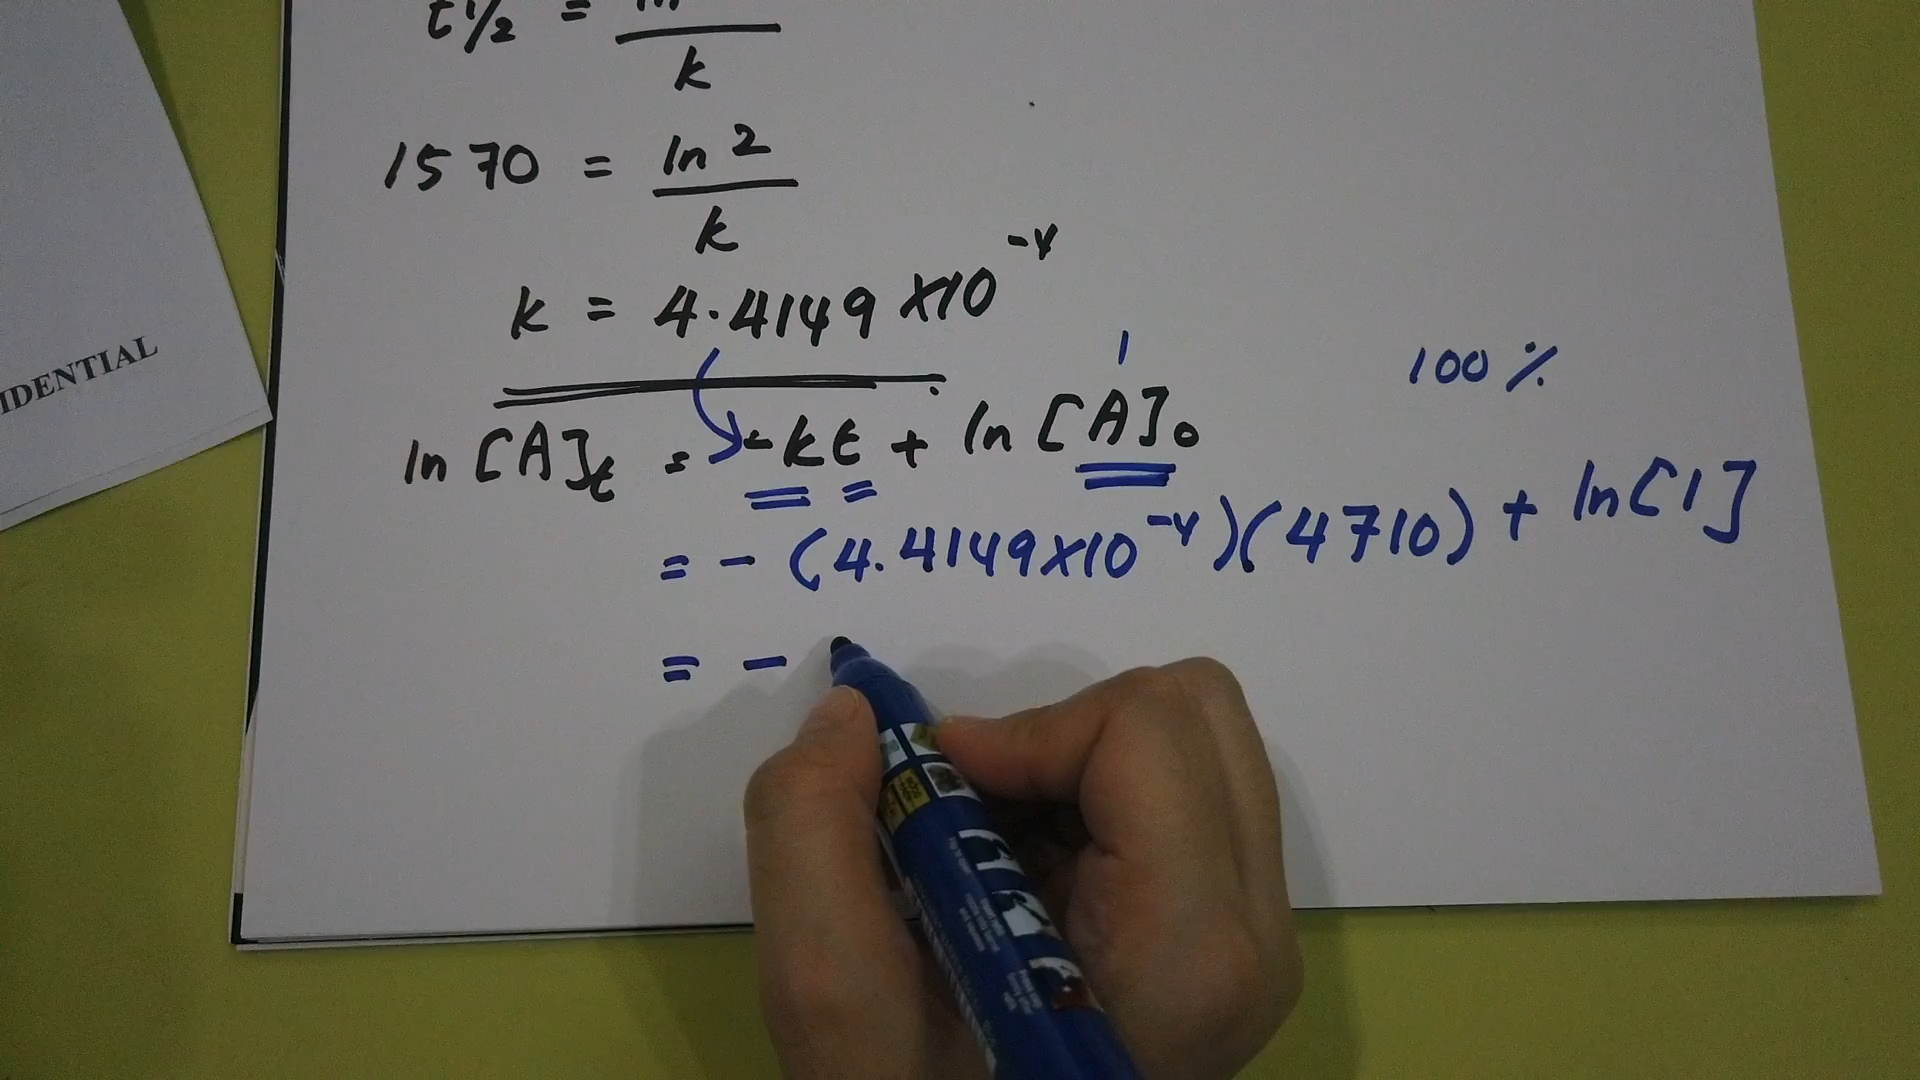 t½ = ln
k
1570 = ln 2
k
k = 4.4149 x10⁻⁴
1
100 %
ln [A]t = -kt + ln [A]₀
= - (4.4149x10⁻⁴)(4710) + ln[1]
= -
IDENTIAL